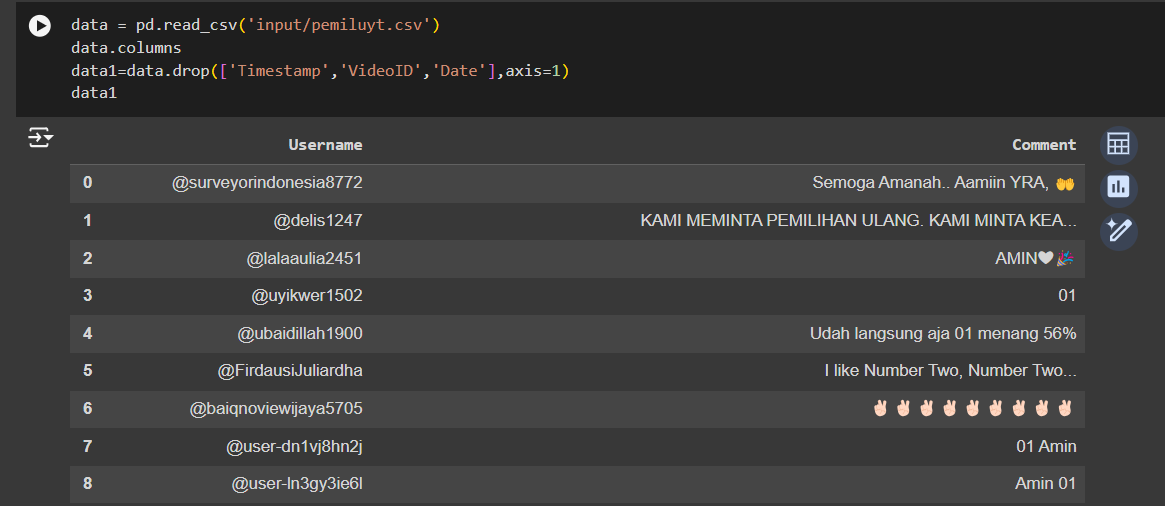 data = pd.read_csv('input/pemiluyt.csv')
data.columns
data1=data.drop(['Timestamp','VideoID','Date'],axis=1)
data1
Username Comment
0 @surveyorindonesia8772 Semoga Amanah.. Aamiin YRA, 👐
1 @delis1247 KAMI MEMINTA PEMILIHAN ULANG. KAMI MINTA KEA...
2 @lalaaulia2451 AMIN🤍🎉
3 @uyikwer1502 01
4 @ubaidillah1900 Udah langsung aja 01 menang 56%
5 @FirdausiJuliardha I like Number Two, Number Two...
6 @baiqnoviewijaya5705 ✌🏻 ✌🏻 ✌🏻 ✌🏻 ✌🏻 ✌🏻 ✌🏻 ✌🏻 ✌🏻
7 @user-dn1vj8hn2j 01 Amin
8 @user-ln3gy3ie6l Amin 01